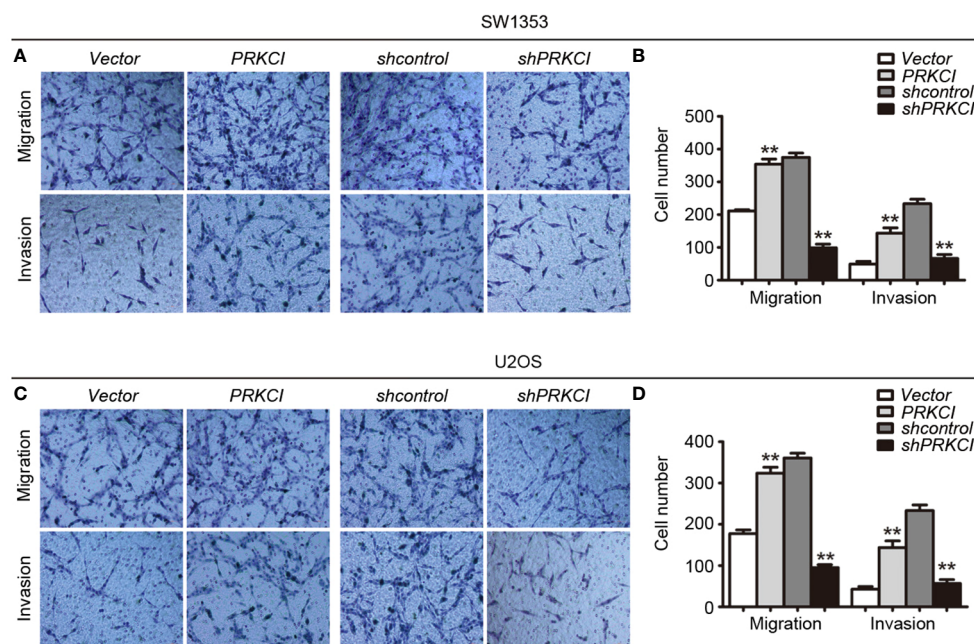 SW1353
A
Vector
PRKCI
shcontrol
shPRKCI
Migration
Invasion
B
Vector
PRKCI
shcontrol
shPRKCI
Cell number
500
400
300
200
100
0
**
**
**
**
Migration
Invasion
U2OS
C
Vector
PRKCI
shcontrol
shPRKCI
Migration
Invasion
D
Vector
PRKCI
shcontrol
shPRKCI
Cell number
400
300
200
100
0
**
**
**
**
Migration
Invasion